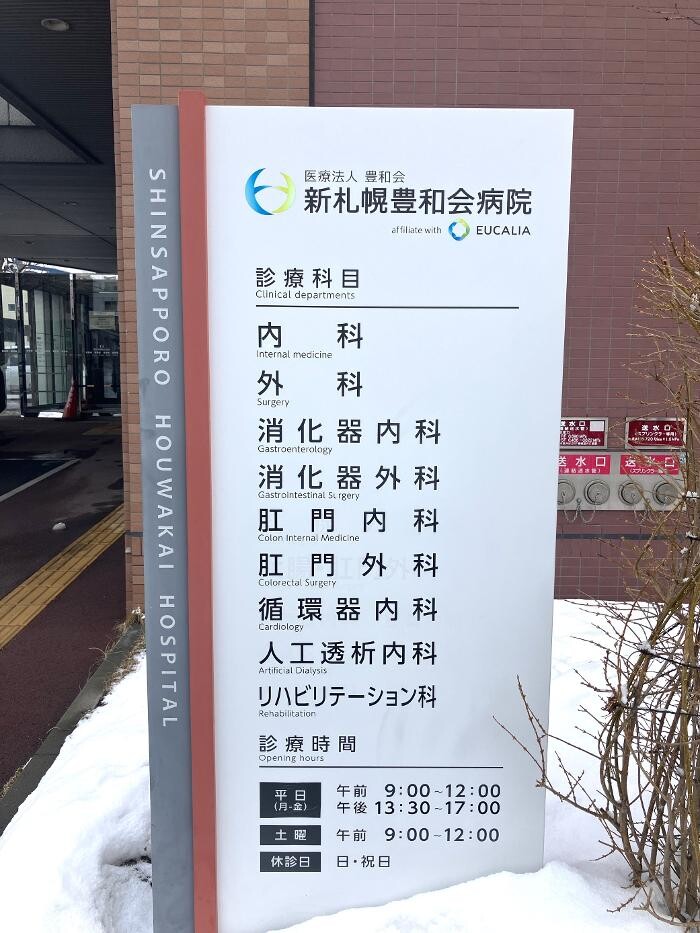 SHINSAPPORO HOUWAKAI HOSPITAL
医療法人 豊和会
新札幌豊和会病院
affiliate with EUCALIA
診療科目
Clinical departments
内科
Internal medicine
外科
Surgery
消化器内科
Gastroenterology
消化器外科
Gastrointestinal Surgery
肛門内科
Colon Internal Medicine
肛門外科
Colorectal Surgery
循環器内科
Cardiology
人工透析内科
Artificial Dialysis
リハビリテーション科
Rehabilitation
診療時間
Opening hours
平日 午前 9:00~12:00
(月-金) 午後 13:30~17:00
土曜 午前 9:00~12:00
休診日 日・祝日
送水口
送水口
送水口